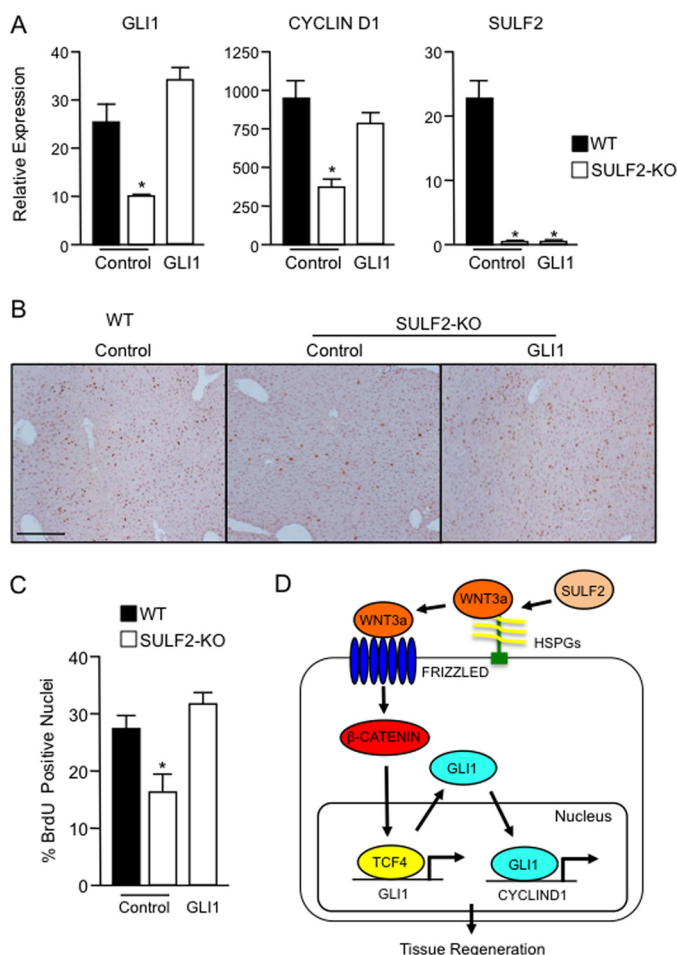 A
GLI1
CYCLIN D1
SULF2
Relative Expression
40
30
20
10
0
Control GLI1
1250
1000
750
500
250
0
Control GLI1
30
20
10
0
Control GLI1
* * * *
WT
SULF2-KO
B
WT
SULF2-KO
Control
Control
GLI1
C
WT
SULF2-KO
% BrdU Positive Nuclei
40
30
20
10
0
*
Control GLI1
D
WNT3a
WNT3a
SULF2
HSPGs
FRIZZLED
β-CATENIN
GLI1
Nucleus
TCF4
GLI1
GLI1
CYCLIND1
Tissue Regeneration